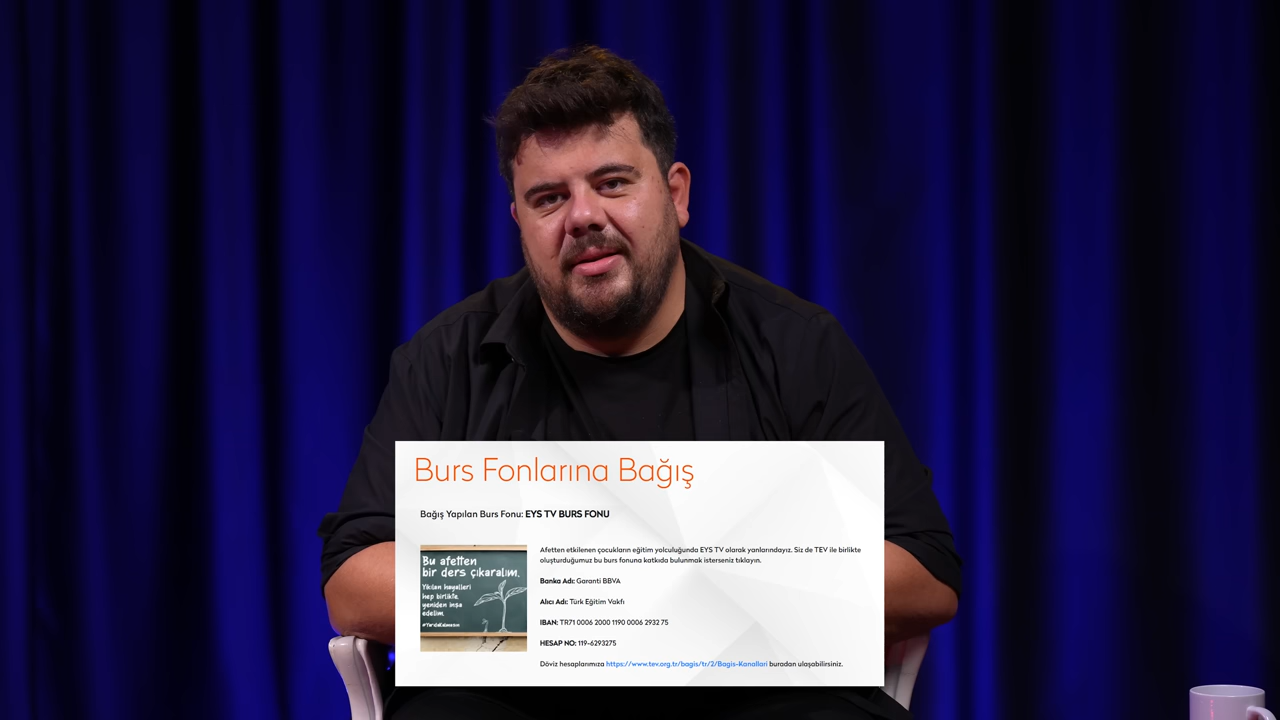 Burs Fonlarına Bağış
Bağış Yapılan Burs Fonu: EYS TV BURS FONU
Bu afetten
bir ders çıkaralım.
Yıkılan hayalleri
hep birlikte
yeniden inşa
edelim.
#YarıdaKalmasın
Afetten etkilenen çocukların eğitim yolculuğunda EYS TV olarak yanlarındayız. Siz de TEV ile birlikte
oluşturduğumuz bu burs fonuna katkıda bulunmak isterseniz tıklayın.
Banka Adı: Garanti BBVA
Alıcı Adı: Türk Eğitim Vakfı
IBAN: TR71 0006 2000 1190 0006 2932 75
HESAP NO: 119-6293275
Döviz hesaplarımıza https://www.tev.org.tr/bagis/tr/2/Bagis-Kanallari buradan ulaşabilirsiniz.